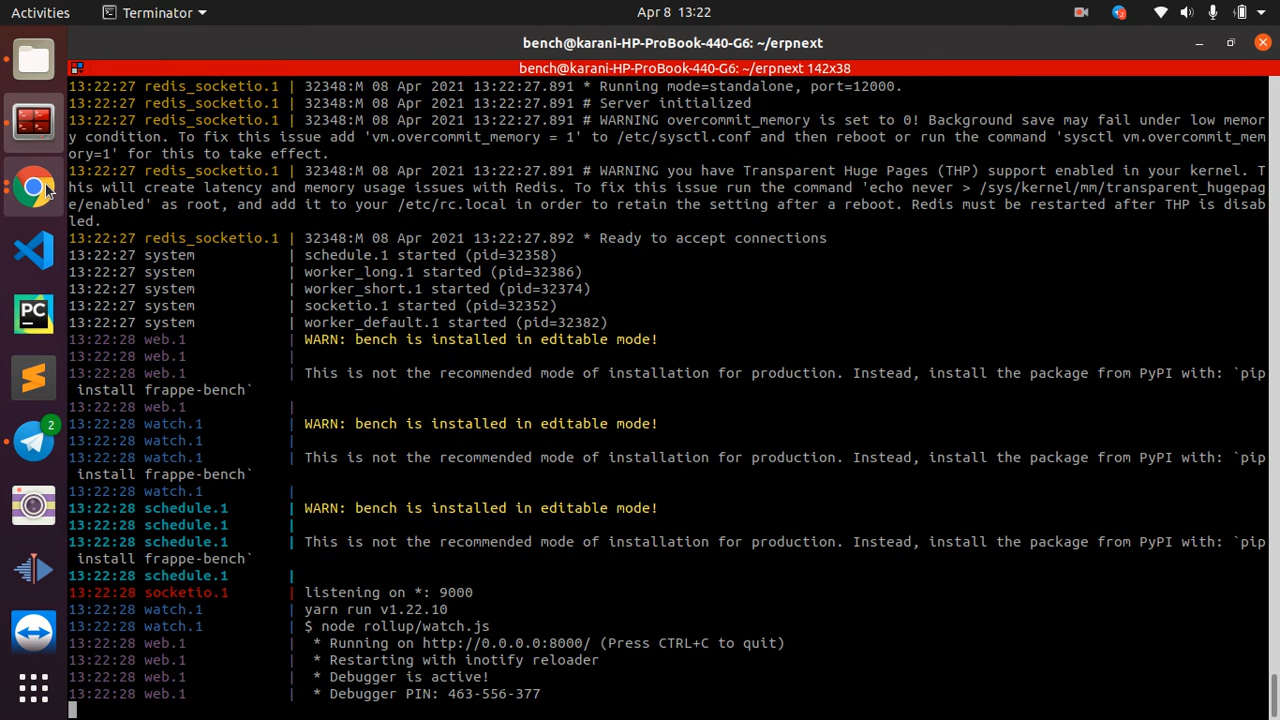 Activities
Terminator
Apr 8 13:22
2
bench@karani-HP-ProBook-440-G6: ~/erpnext
bench@karani-HP-ProBook-440-G6: ~/erpnext 142x38
13:22:27 redis_socketio.1 | 32348:M 08 Apr 2021 13:22:27.891 * Running mode=standalone, port=12000.
13:22:27 redis_socketio.1 | 32348:M 08 Apr 2021 13:22:27.891 # Server initialized
13:22:27 redis_socketio.1 | 32348:M 08 Apr 2021 13:22:27.891 # WARNING overcommit_memory is set to 0! Background save may fail under low memor
y condition. To fix this issue add 'vm.overcommit_memory = 1' to /etc/sysctl.conf and then reboot or run the command 'sysctl vm.overcommit_mem
ory=1' for this to take effect.
13:22:27 redis_socketio.1 | 32348:M 08 Apr 2021 13:22:27.891 # WARNING you have Transparent Huge Pages (THP) support enabled in your kernel. T
his will create latency and memory usage issues with Redis. To fix this issue run the command 'echo never > /sys/kernel/mm/transparent_hugepag
e/enabled' as root, and add it to your /etc/rc.local in order to retain the setting after a reboot. Redis must be restarted after THP is disab
led.
13:22:27 redis_socketio.1 | 32348:M 08 Apr 2021 13:22:27.892 * Ready to accept connections
13:22:27 system | schedule.1 started (pid=32358)
13:22:27 system | worker_long.1 started (pid=32386)
13:22:27 system | worker_short.1 started (pid=32374)
13:22:27 system | socketio.1 started (pid=32352)
13:22:27 system | worker_default.1 started (pid=32382)
13:22:28 web.1 | WARN: bench is installed in editable mode!
13:22:28 web.1 |
13:22:28 web.1 | This is not the recommended mode of installation for production. Instead, install the package from PyPI with: `pip
install frappe-bench`
13:22:28 web.1 |
13:22:28 watch.1 | WARN: bench is installed in editable mode!
13:22:28 watch.1 |
13:22:28 watch.1 | This is not the recommended mode of installation for production. Instead, install the package from PyPI with: `pip
install frappe-bench`
13:22:28 watch.1 |
13:22:28 schedule.1 | WARN: bench is installed in editable mode!
13:22:28 schedule.1 |
13:22:28 schedule.1 | This is not the recommended mode of installation for production. Instead, install the package from PyPI with: `pip
install frappe-bench`
13:22:28 schedule.1 |
13:22:28 socketio.1 | listening on *: 9000
13:22:28 watch.1 | yarn run v1.22.10
13:22:28 watch.1 | $ node rollup/watch.js
13:22:28 web.1 | * Running on http://0.0.0.0:8000/ (Press CTRL+C to quit)
13:22:28 web.1 | * Restarting with inotify reloader
13:22:28 web.1 | * Debugger is active!
13:22:28 web.1 | * Debugger PIN: 463-556-377
PC
2